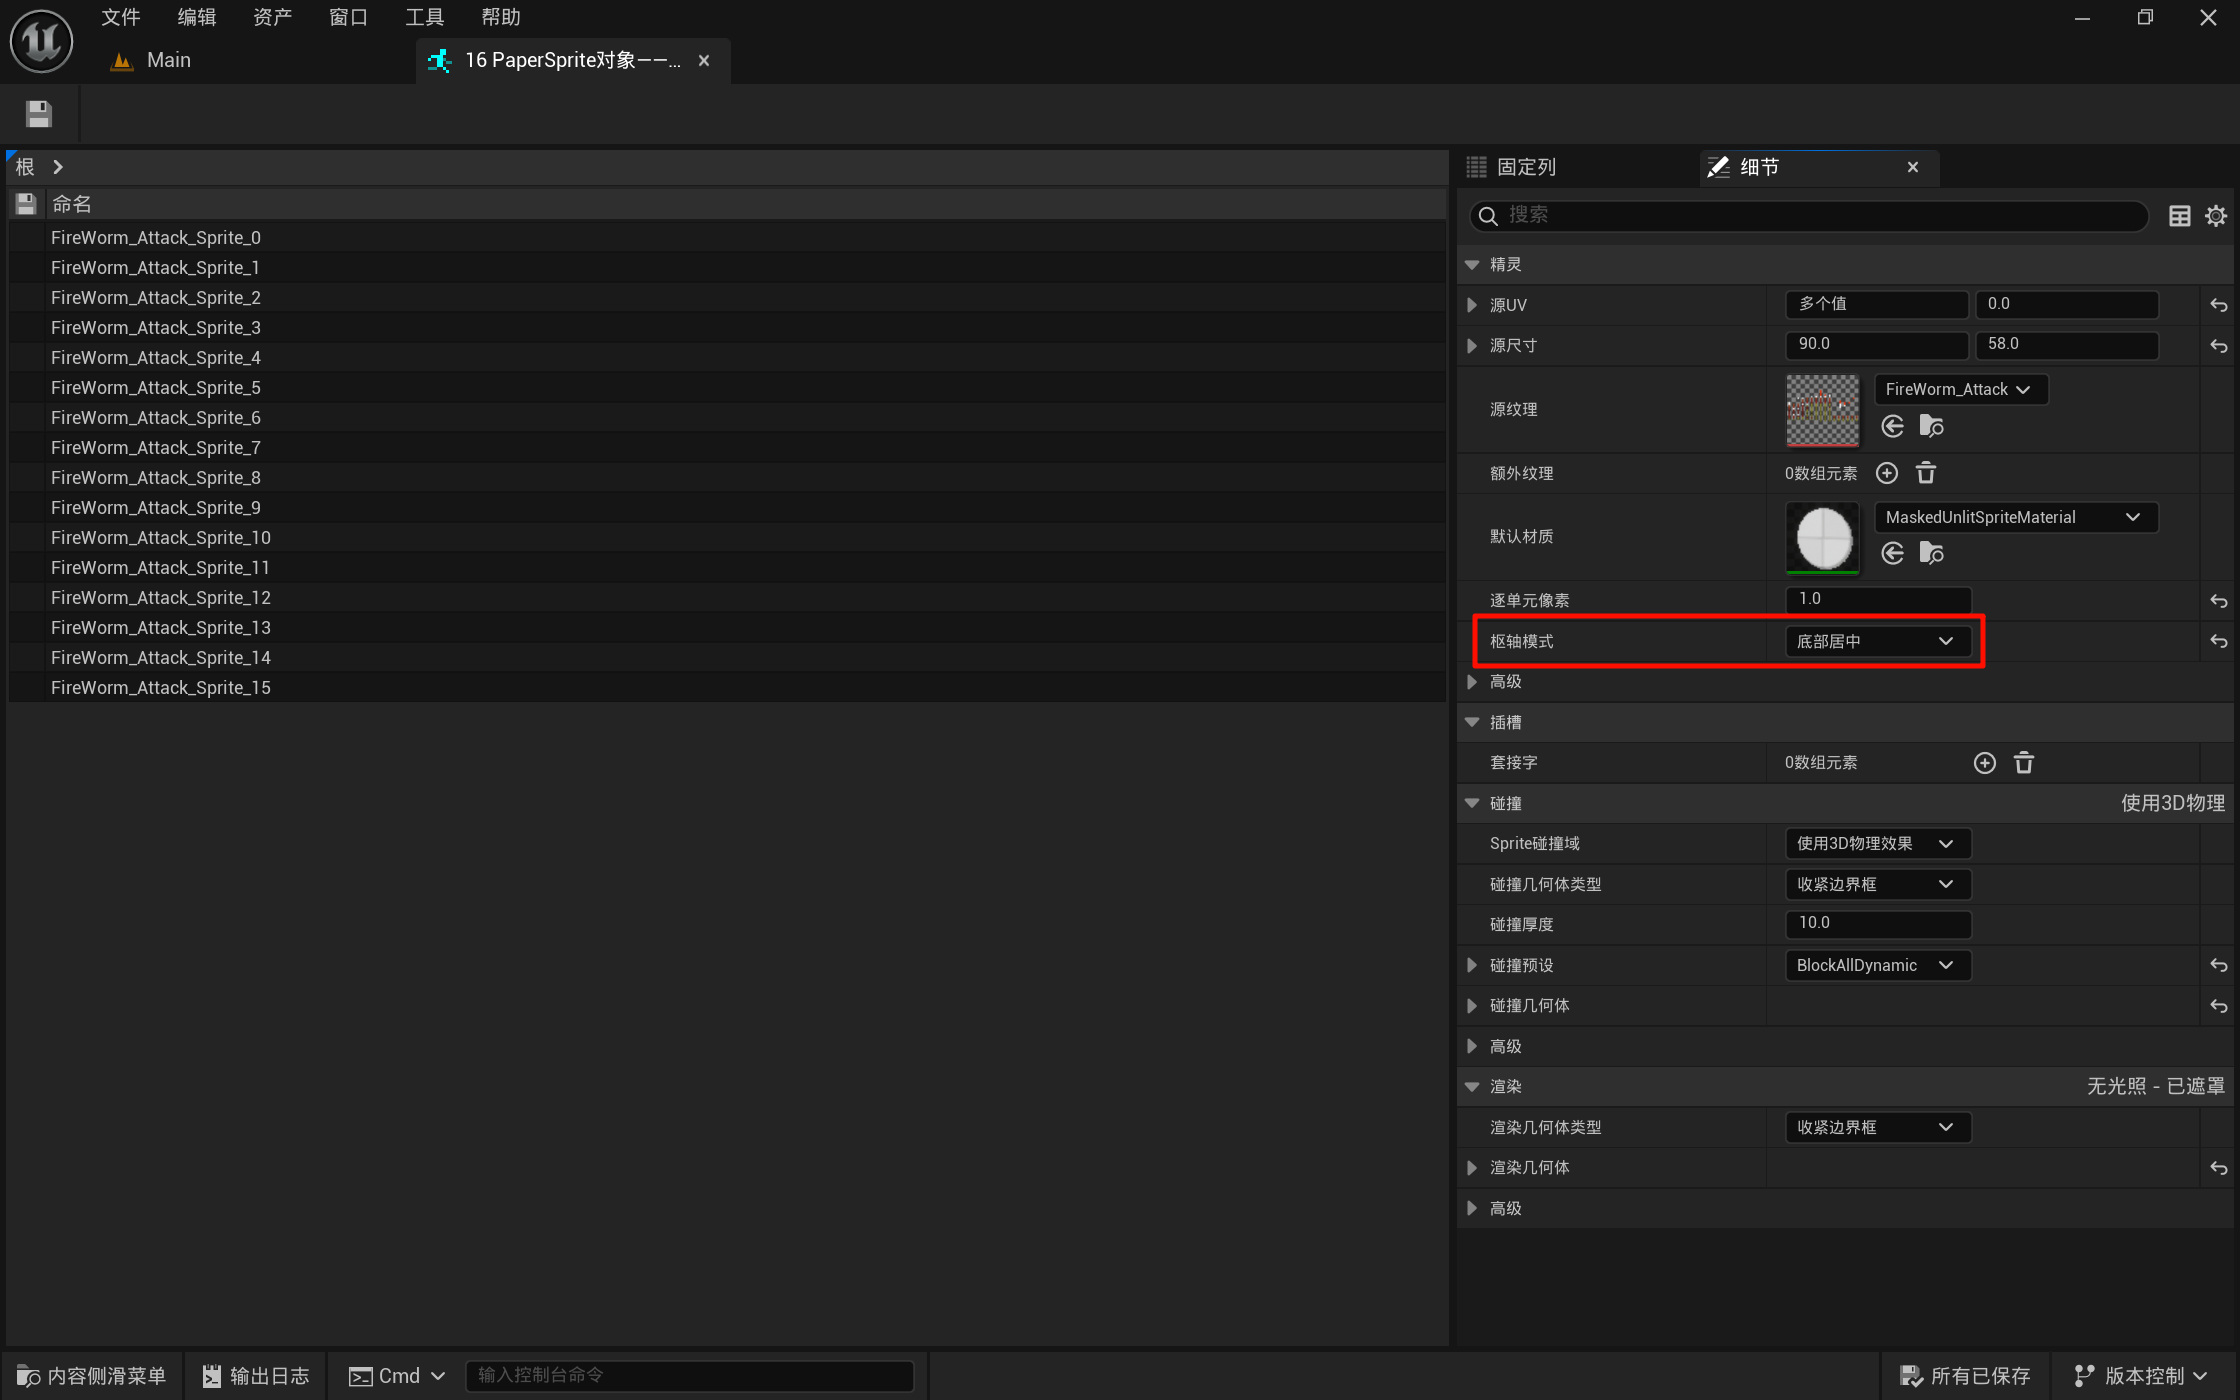 文件 编辑 资产 窗口 工具 帮助
Main
16 PaperSprite对象——...
根
命名
FireWorm_Attack_Sprite_0
FireWorm_Attack_Sprite_1
FireWorm_Attack_Sprite_2
FireWorm_Attack_Sprite_3
FireWorm_Attack_Sprite_4
FireWorm_Attack_Sprite_5
FireWorm_Attack_Sprite_6
FireWorm_Attack_Sprite_7
FireWorm_Attack_Sprite_8
FireWorm_Attack_Sprite_9
FireWorm_Attack_Sprite_10
FireWorm_Attack_Sprite_11
FireWorm_Attack_Sprite_12
FireWorm_Attack_Sprite_13
FireWorm_Attack_Sprite_14
FireWorm_Attack_Sprite_15
固定列 细节
搜索
精灵
源UV 多个值 0.0
源尺寸 90.0 58.0
源纹理 FireWorm_Attack
额外纹理 0数组元素
默认材质 MaskedUnlitSpriteMaterial
逐单元像素 1.0
枢轴模式 底部居中
高级
插槽
套接字 0数组元素
碰撞 使用3D物理
Sprite碰撞域 使用3D物理效果
碰撞几何体类型 收紧边界框
碰撞厚度 10.0
碰撞预设 BlockAllDynamic
碰撞几何体
高级
渲染 无光照 - 已遮罩
渲染几何体类型 收紧边界框
渲染几何体
高级
内容侧滑菜单 输出日志 Cmd 输入控制台命令 所有已保存 版本控制